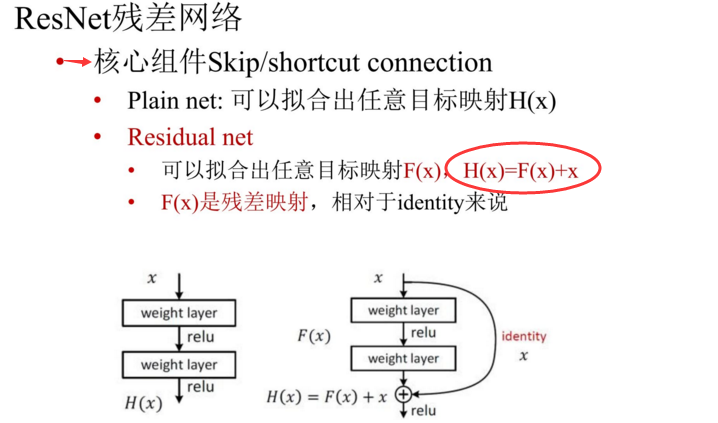 ResNet残差网络
核心组件Skip/shortcut connection
Plain net: 可以拟合出任意目标映射H(x)
Residual net
可以拟合出任意目标映射F(x), H(x)=F(x)+x
F(x)是残差映射，相对于identity来说
x
weight layer
relu
weight layer
relu
H(x)
x
weight layer
F(x)
relu
weight layer
identity
x
H(x) = F(x) + x
relu